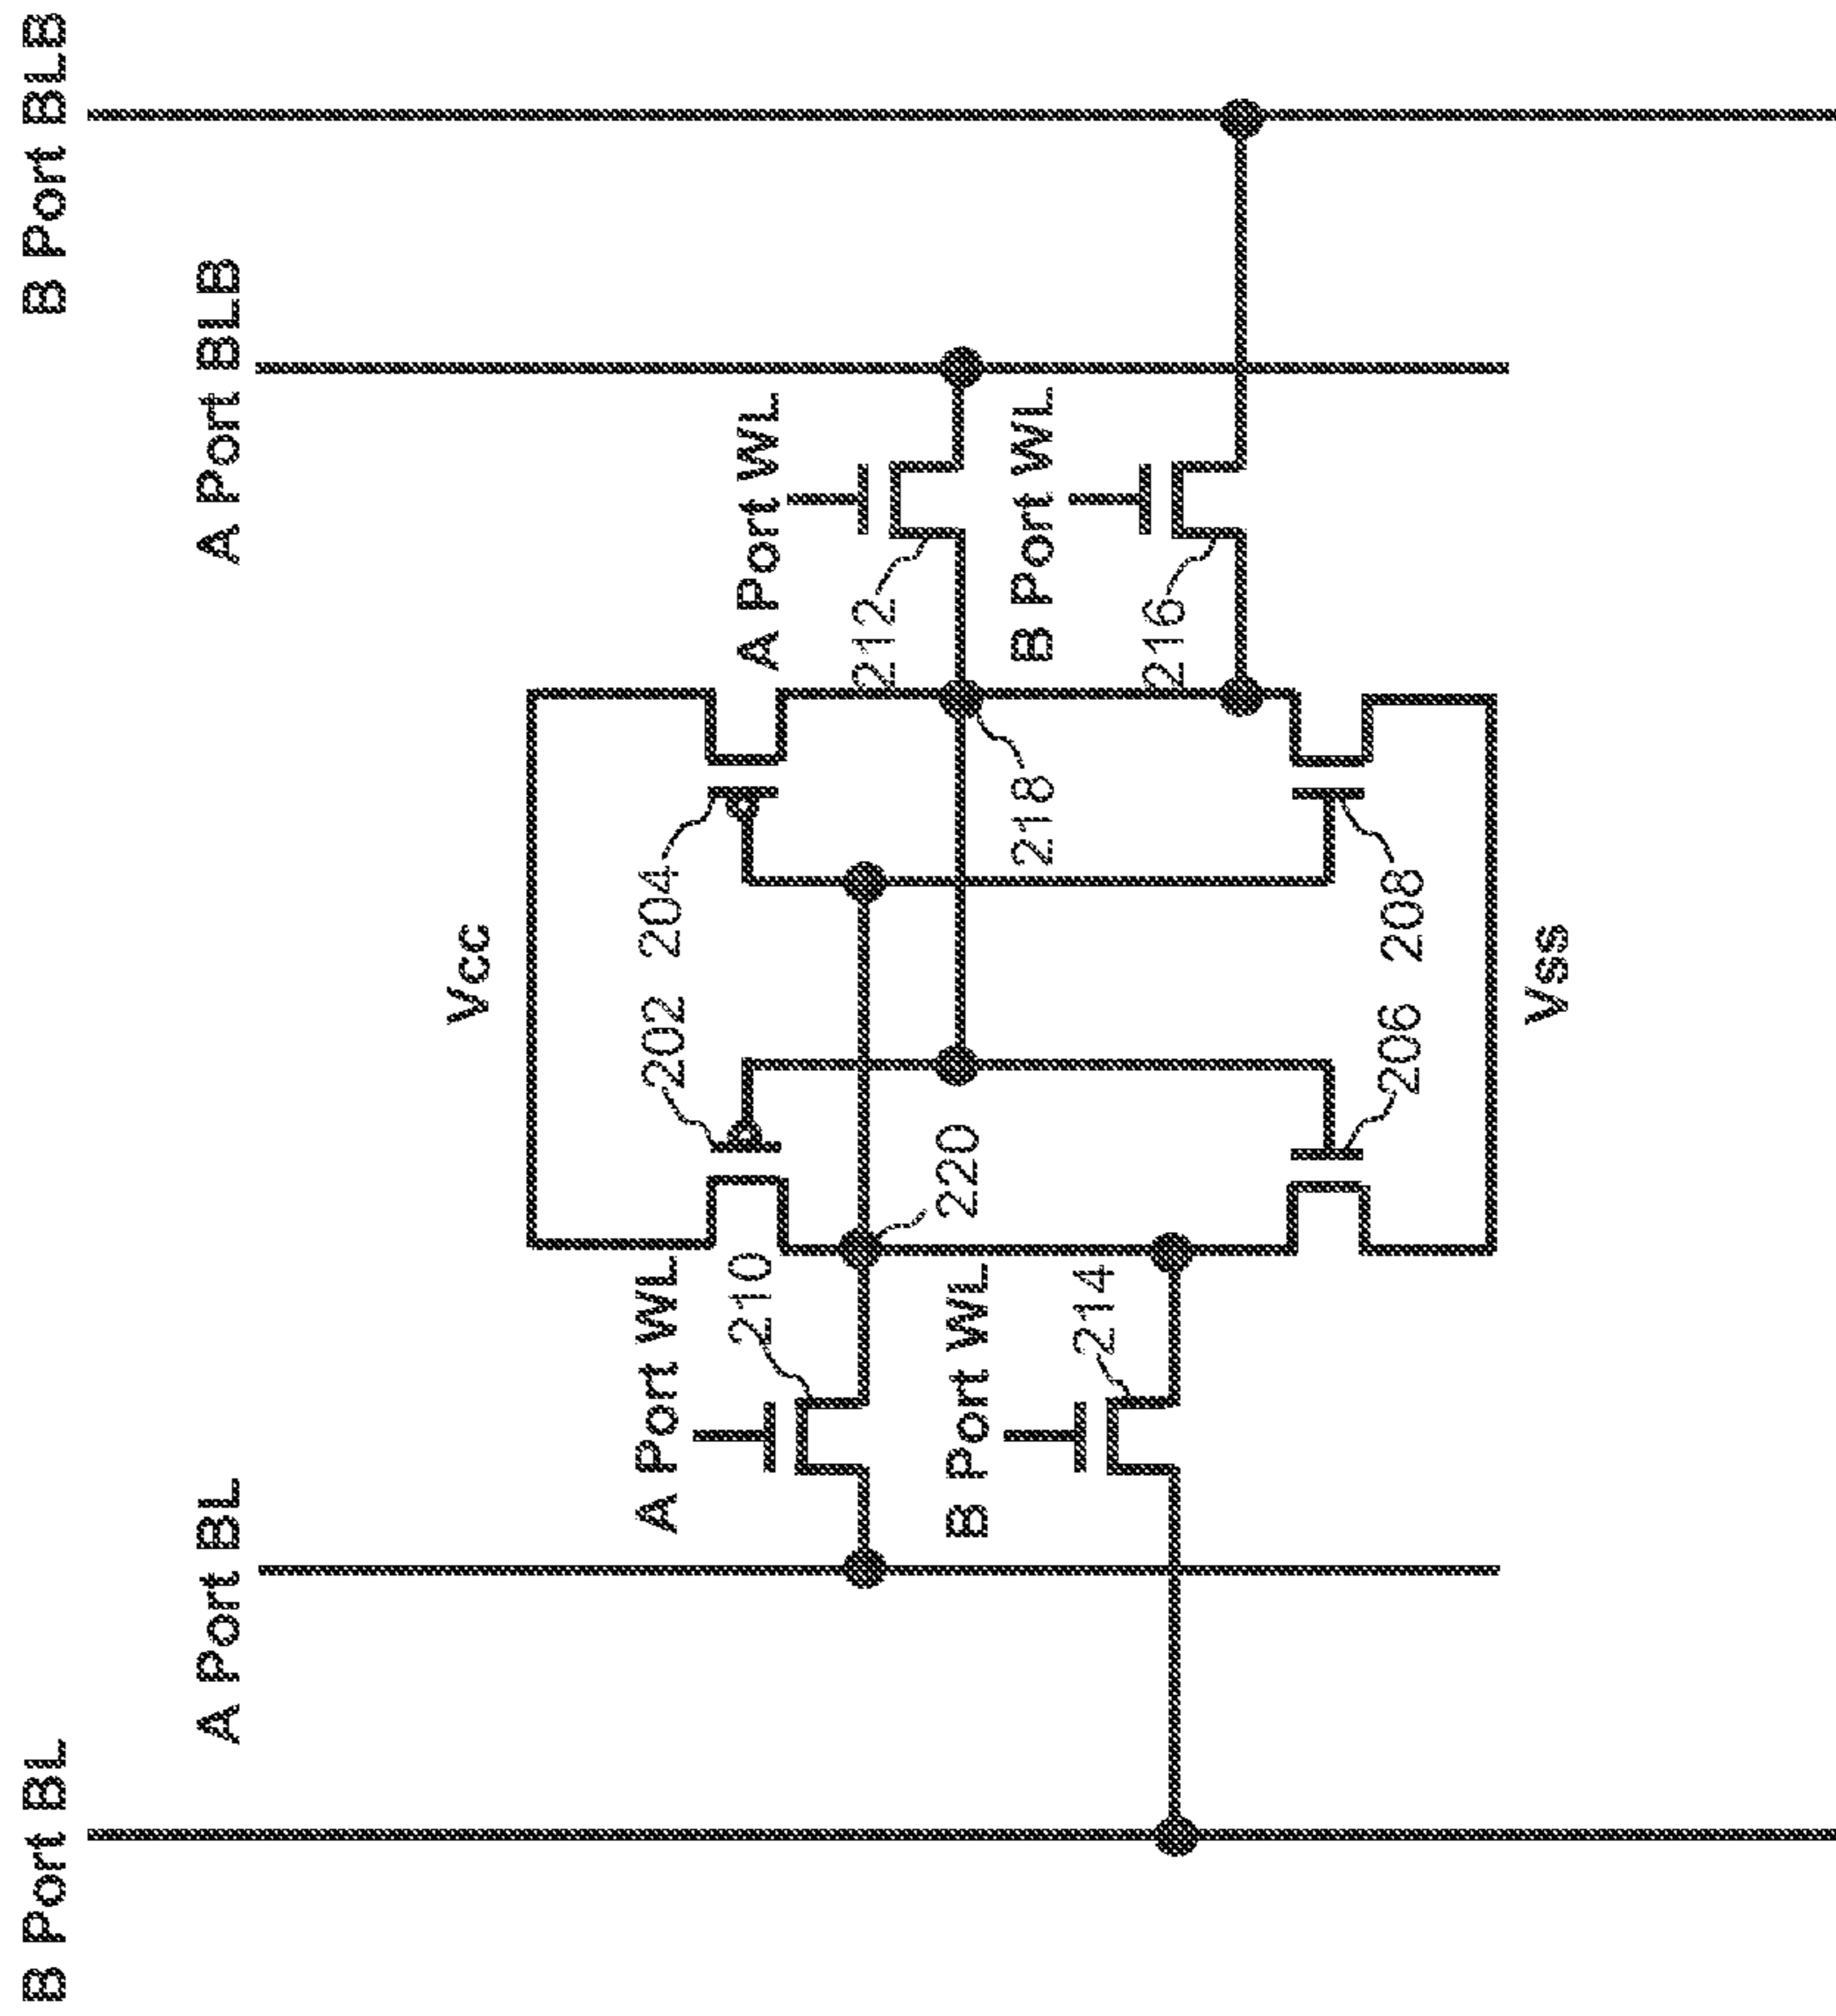 B Port BL
B Port BLB
A Port BL
A Port BLB
Vcc
A Port WL
A Port WL
202
204
210
212
B Port WL
B Port WL
220
218
214
216
206
208
Vss